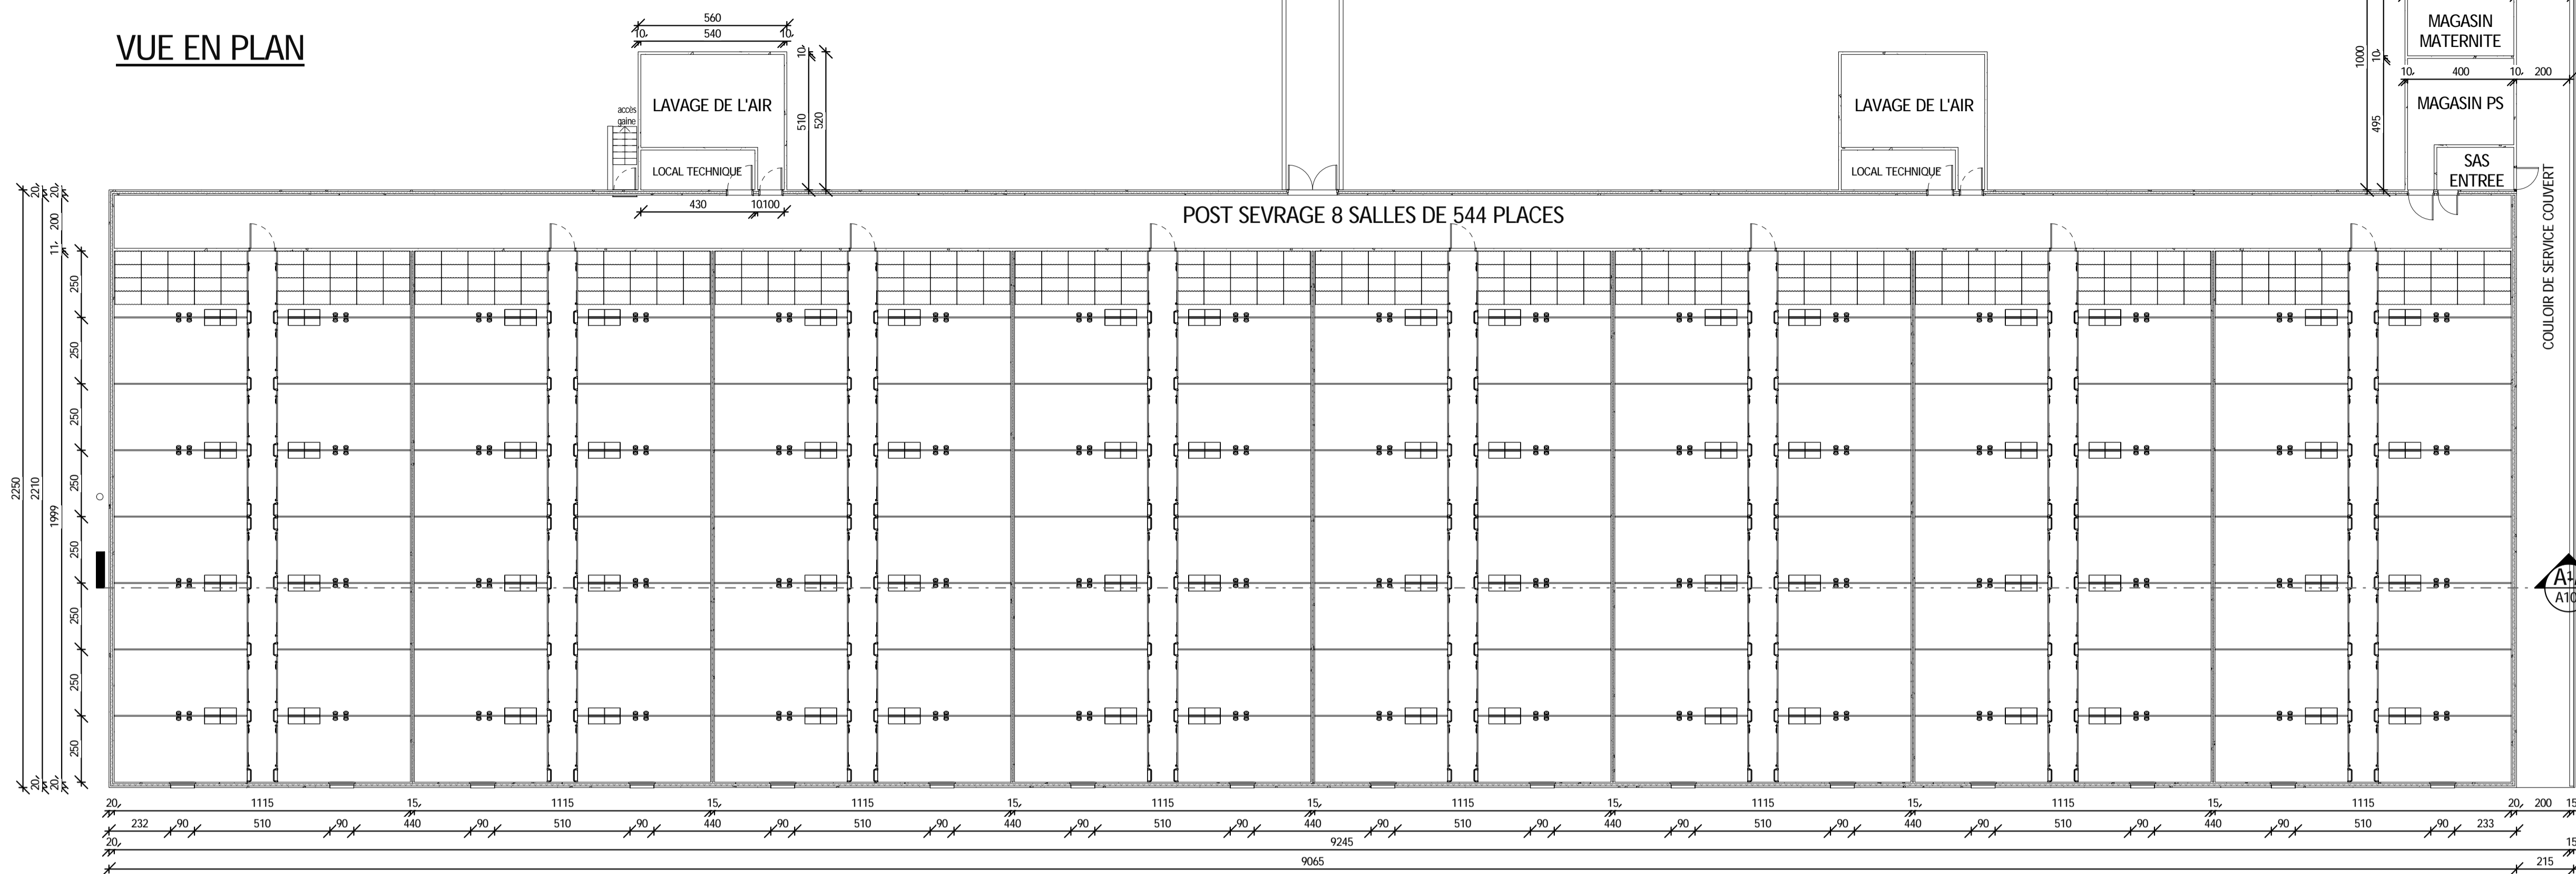 VUE EN PLAN
560
10 540 10
10
510
520
LAVAGE DE L'AIR
accès
gaine
LOCAL TECHNIQUE
430 10 100
LAVAGE DE L'AIR
LOCAL TECHNIQUE
MAGASIN
MATERNITE
1000
10
495
10 400 10 200
MAGASIN PS
SAS
ENTREE
COULOIR DE SERVICE COUVERT
POST SEVRAGE 8 SALLES DE 544 PLACES
20 20
200
11
2250
2210
1999
250
250
250
250
250
250
250
250
20 20
A10
20 1115 15 1115 15 1115 15 1115 15 1115 15 1115 15 1115 15 1115 20 200 15
232 90 510 90 440 90 510 90 440 90 510 90 440 90 510 90 440 90 510 90 440 90 510 90 440 90 510 90 440 90 510 90 233
20 9245 15
9065 215